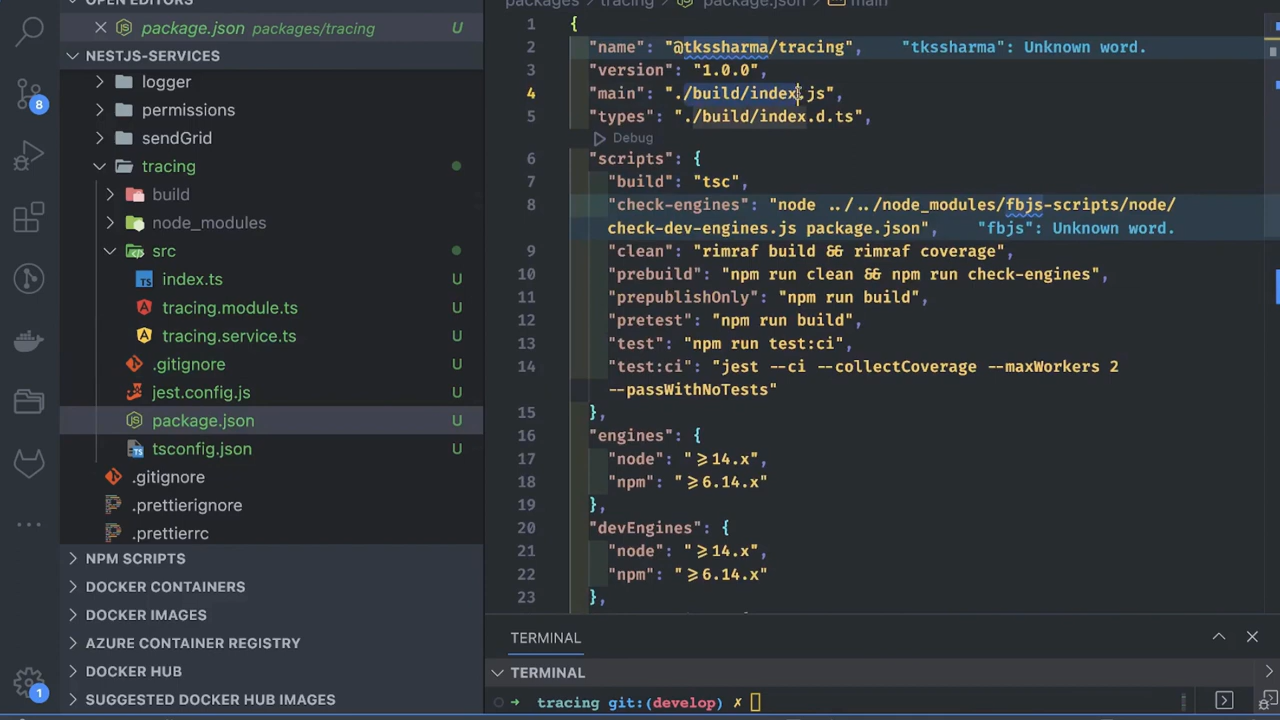 OPEN EDITORS
package.json packages/tracing U
NESTJS-SERVICES
logger
permissions
sendGrid
tracing
build
node_modules
src
index.ts U
tracing.module.ts U
tracing.service.ts U
.gitignore U
jest.config.js U
package.json U
tsconfig.json U
.gitignore
.prettierignore
.prettierrc
NPM SCRIPTS
DOCKER CONTAINERS
DOCKER IMAGES
AZURE CONTAINER REGISTRY
DOCKER HUB
SUGGESTED DOCKER HUB IMAGES
8
1
packages tracing package.json main
1 {
2 "name": "@tkssharma/tracing", "tkssharma": Unknown word.
3 "version": "1.0.0",
4 "main": "./build/index.js",
5 "types": "./build/index.d.ts",
Debug
6 "scripts": {
7 "build": "tsc",
8 "check-engines": "node ../../node_modules/fbjs-scripts/node/
check-dev-engines.js package.json", "fbjs": Unknown word.
9 "clean": "rimraf build && rimraf coverage",
10 "prebuild": "npm run clean && npm run check-engines",
11 "prepublishOnly": "npm run build",
12 "pretest": "npm run build",
13 "test": "npm run test:ci",
14 "test:ci": "jest --ci --collectCoverage --maxWorkers 2
--passWithNoTests"
15 },
16 "engines": {
17 "node": "≥14.x",
18 "npm": "≥6.14.x"
19 },
20 "devEngines": {
21 "node": "≥14.x",
22 "npm": "≥6.14.x"
23 },
TERMINAL
TERMINAL
➜ tracing git:(develop) ✗